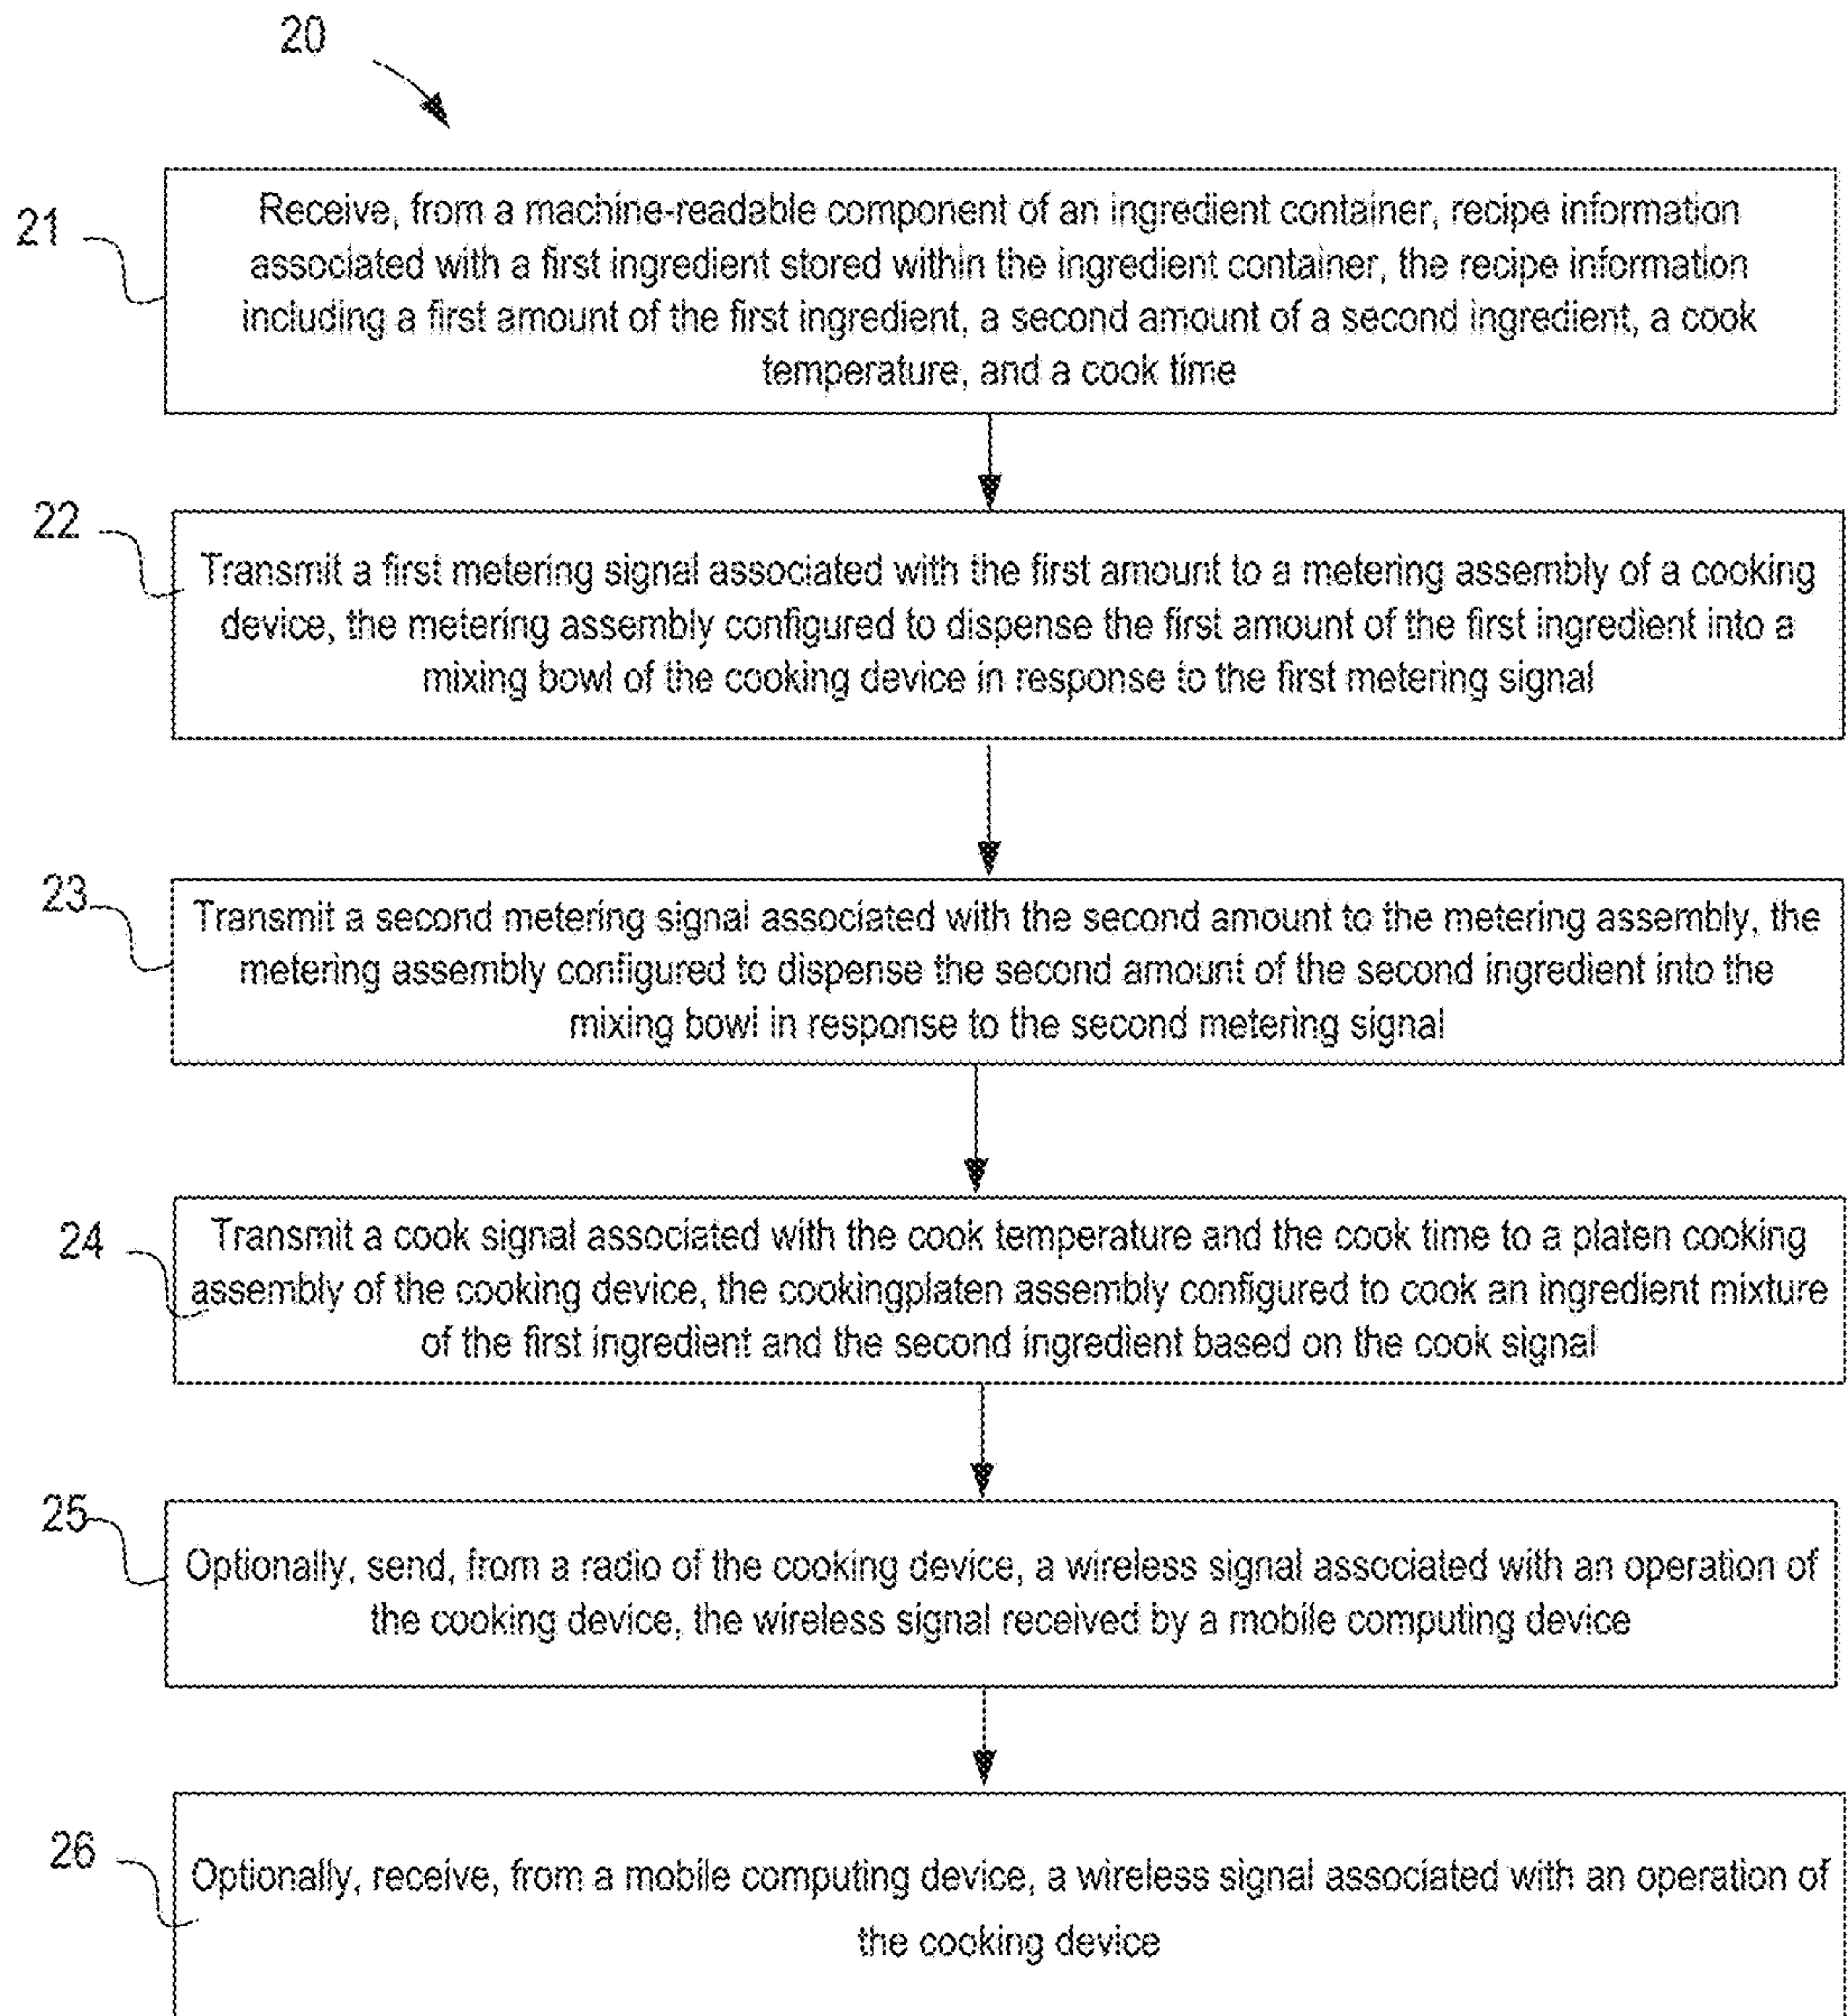 20
21
Receive, from a machine-readable component of an ingredient container, recipe information
associated with a first ingredient stored within the ingredient container, the recipe information
including a first amount of the first ingredient, a second amount of a second ingredient, a cook
temperature, and a cook time
22
Transmit a first metering signal associated with the first amount to a metering assembly of a cooking
device, the metering assembly configured to dispense the first amount of the first ingredient into a
mixing bowl of the cooking device in response to the first metering signal
23
Transmit a second metering signal associated with the second amount to the metering assembly, the
metering assembly configured to dispense the second amount of the second ingredient into the
mixing bowl in response to the second metering signal
24
Transmit a cook signal associated with the cook temperature and the cook time to a platen cooking
assembly of the cooking device, the cookingplaten assembly configured to cook an ingredient mixture
of the first ingredient and the second ingredient based on the cook signal
25
Optionally, send, from a radio of the cooking device, a wireless signal associated with an operation of
the cooking device, the wireless signal received by a mobile computing device
26
Optionally, receive, from a mobile computing device, a wireless signal associated with an operation of
the cooking device